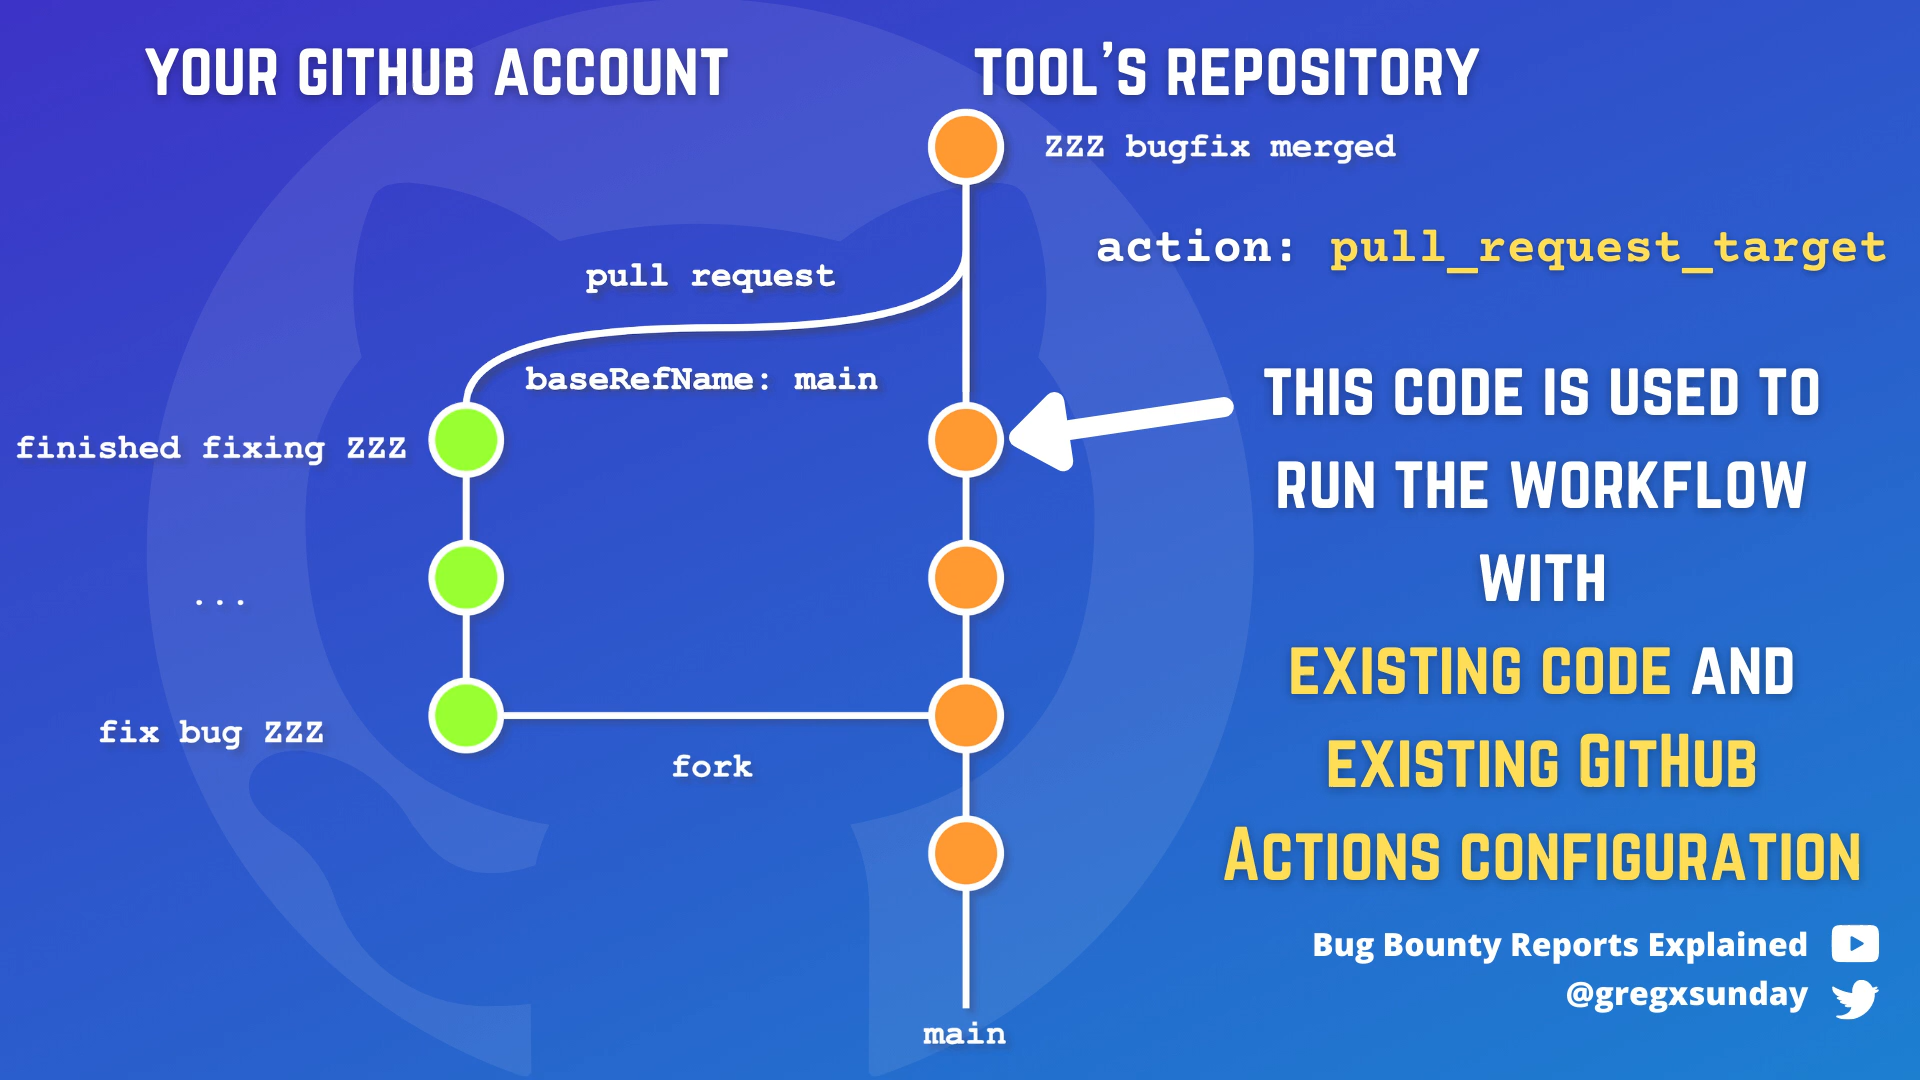 YOUR GITHUB ACCOUNT
TOOL'S REPOSITORY
ZZZ bugfix merged
action: pull_request_target
pull request
baseRefName: main
finished fixing ZZZ
...
fix bug ZZZ
fork
main
THIS CODE IS USED TO
RUN THE WORKFLOW
WITH
EXISTING CODE AND
EXISTING GITHUB
ACTIONS CONFIGURATION
Bug Bounty Reports Explained
@gregxsunday